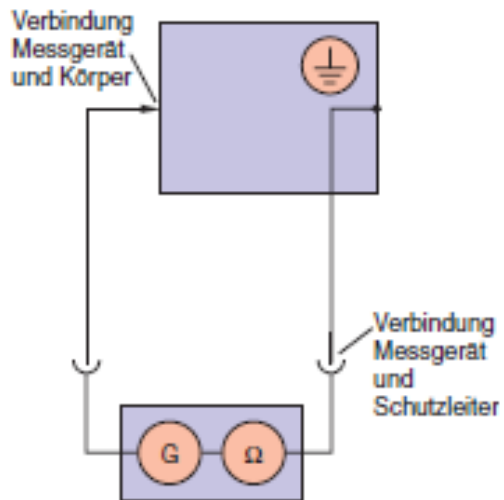 Verbindung
Messgerät
und Körper
Verbindung
Messgerät
und
Schutzleiter
G
Ω